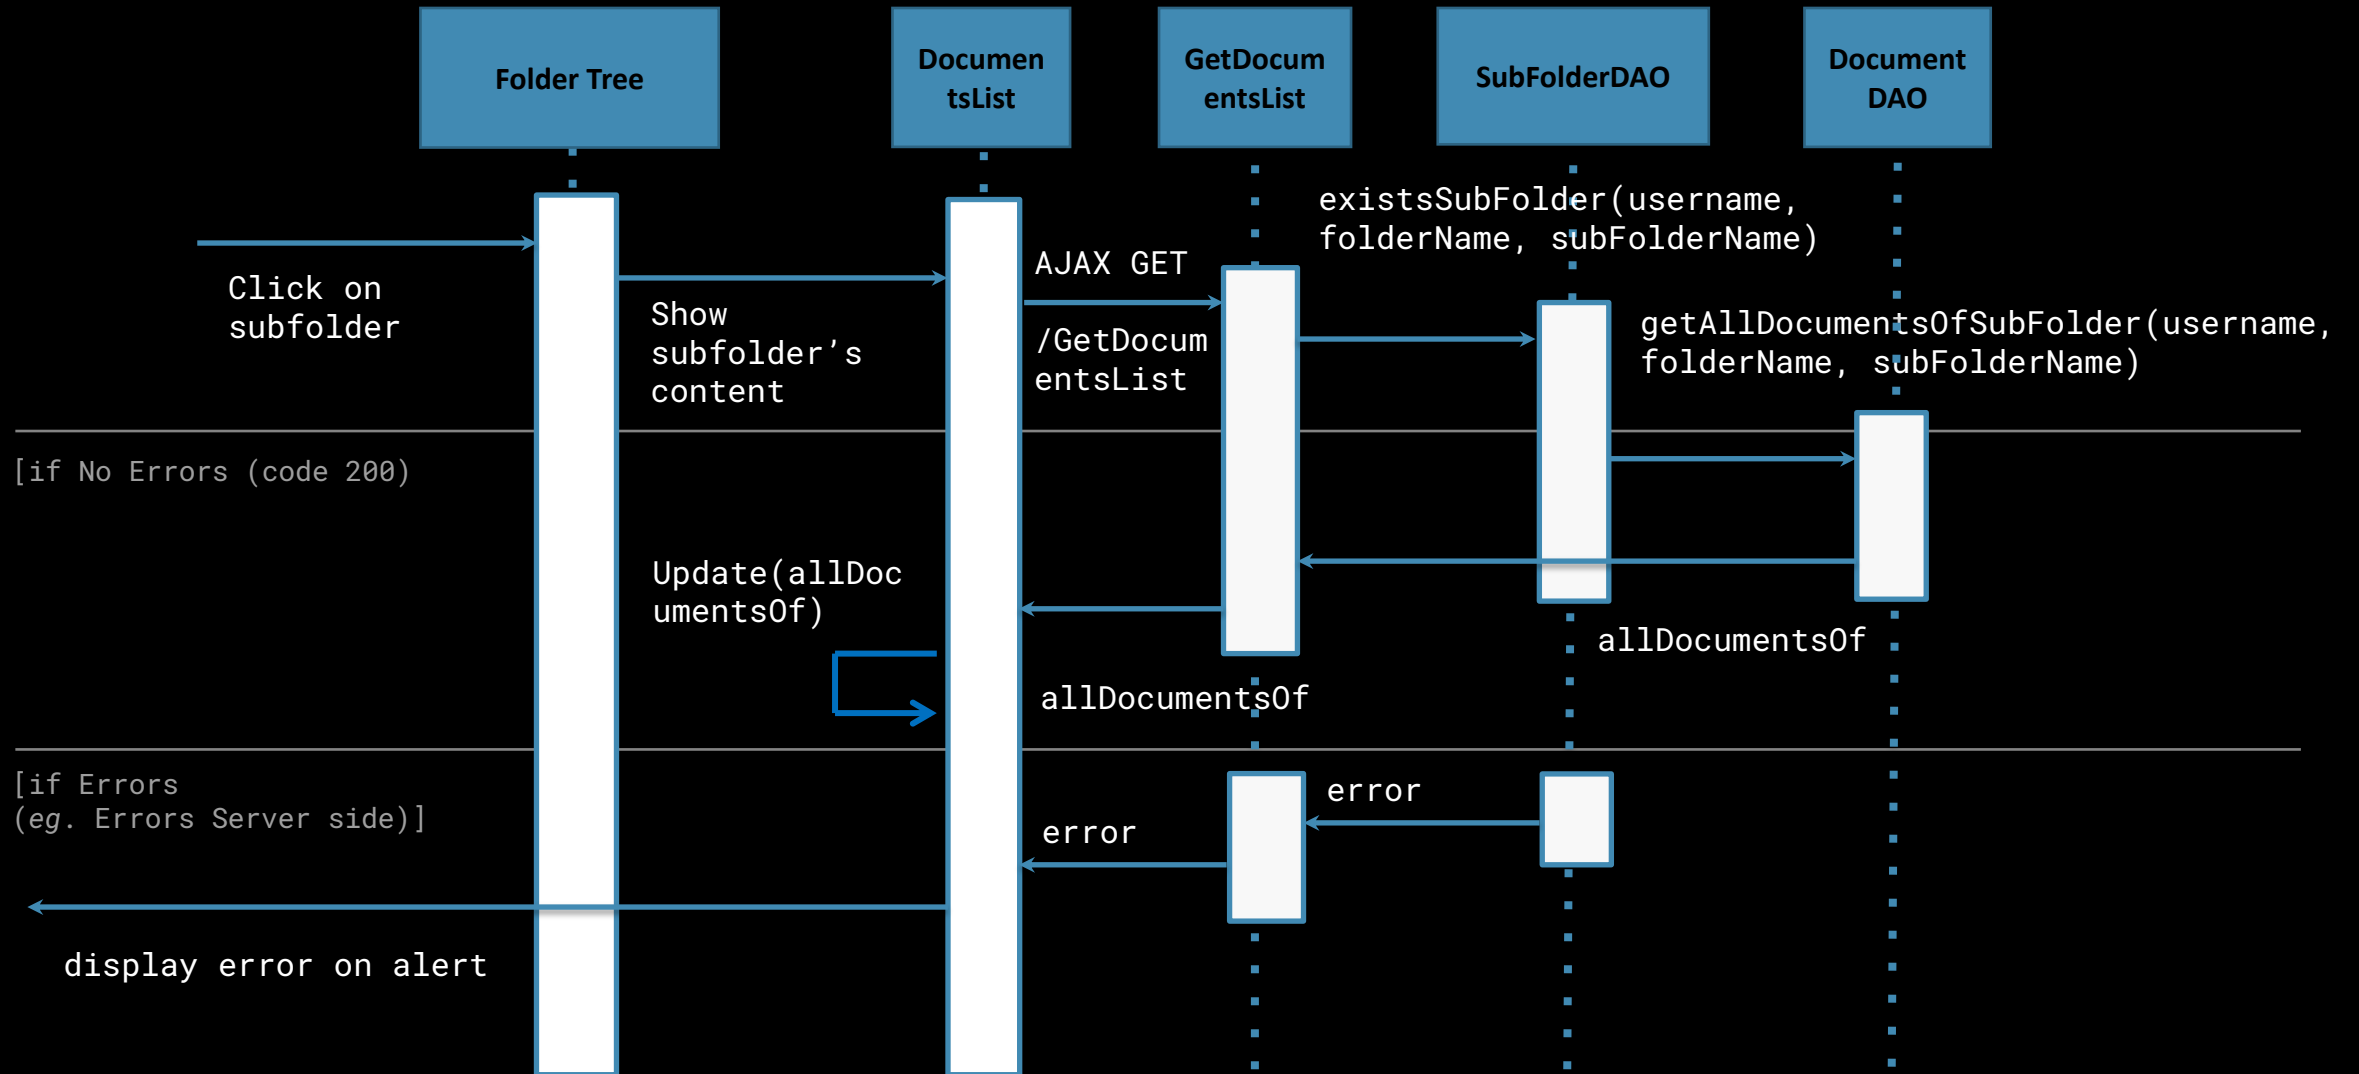 Folder Tree
Documen
tsList
GetDocum
entsList
SubFolderDAO
Document
DAO
existsSubFolder(username,
folderName, subFolderName)
AJAX GET
Click on
subfolder
Show
subfolder’s
content
/GetDocum
entsList
getAllDocumentsOfSubFolder(username,
folderName, subFolderName)
[if No Errors (code 200)
Update(allDoc
umentsOf)
allDocumentsOf
allDocumentsOf
[if Errors
(eg. Errors Server side)]
error
error
display error on alert